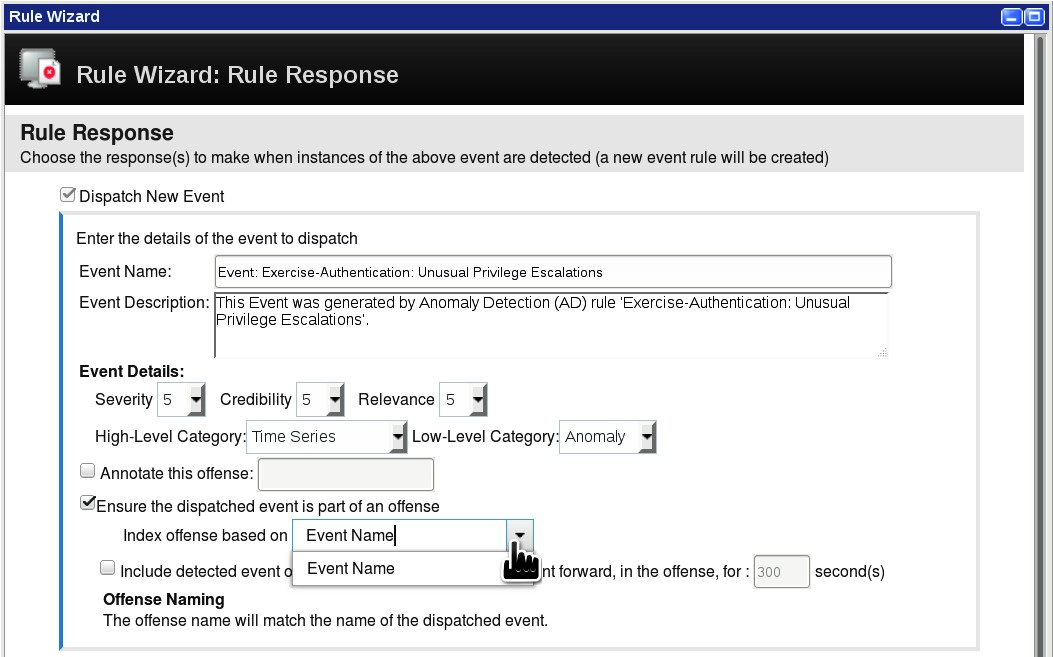 Rule Wizard
Rule Wizard: Rule Response
Rule Response
Choose the response(s) to make when instances of the above event are detected (a new event rule will be created)
Dispatch New Event
Enter the details of the event to dispatch
Event Name: Event: Exercise-Authentication: Unusual Privilege Escalations
Event Description: This Event was generated by Anomaly Detection (AD) rule 'Exercise-Authentication: Unusual
Privilege Escalations'.
Event Details:
Severity 5 Credibility 5 Relevance 5
High-Level Category: Time Series Low-Level Category: Anomaly
Annotate this offense:
Ensure the dispatched event is part of an offense
Index offense based on Event Name
Event Name
Include detected event forward, in the offense, for : 300 second(s)
Offense Naming
The offense name will match the name of the dispatched event.